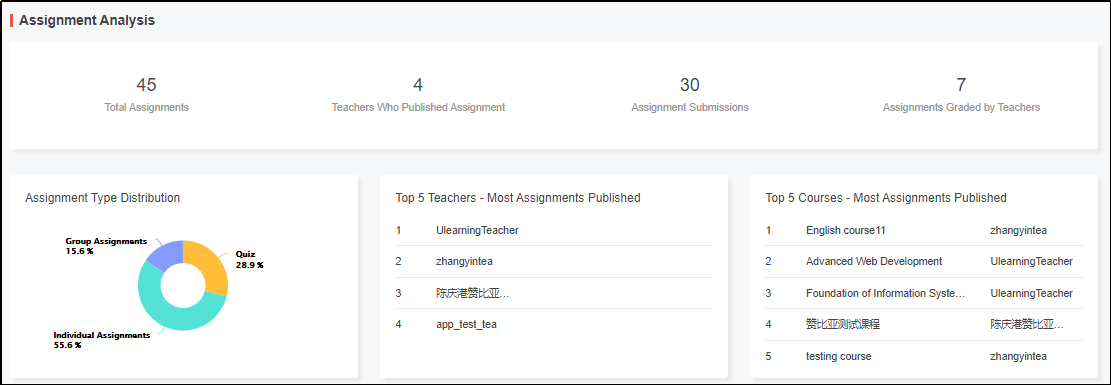 Assignment Analysis
45
Total Assignments
4
Teachers Who Published Assignment
30
Assignment Submissions
7
Assignments Graded by Teachers
Assignment Type Distribution
Group Assignments
15.6 %
Quiz
28.9 %
Individual Assignments
55.6 %
Top 5 Teachers - Most Assignments Published
1 UlearningTeacher
2 zhangyintea
3 陈庆港赞比亚...
4 app_test_tea
Top 5 Courses - Most Assignments Published
1 English course11 zhangyintea
2 Advanced Web Development UlearningTeacher
3 Foundation of Information Syste... UlearningTeacher
4 赞比亚测试课程 陈庆港赞比亚...
5 testing course zhangyintea